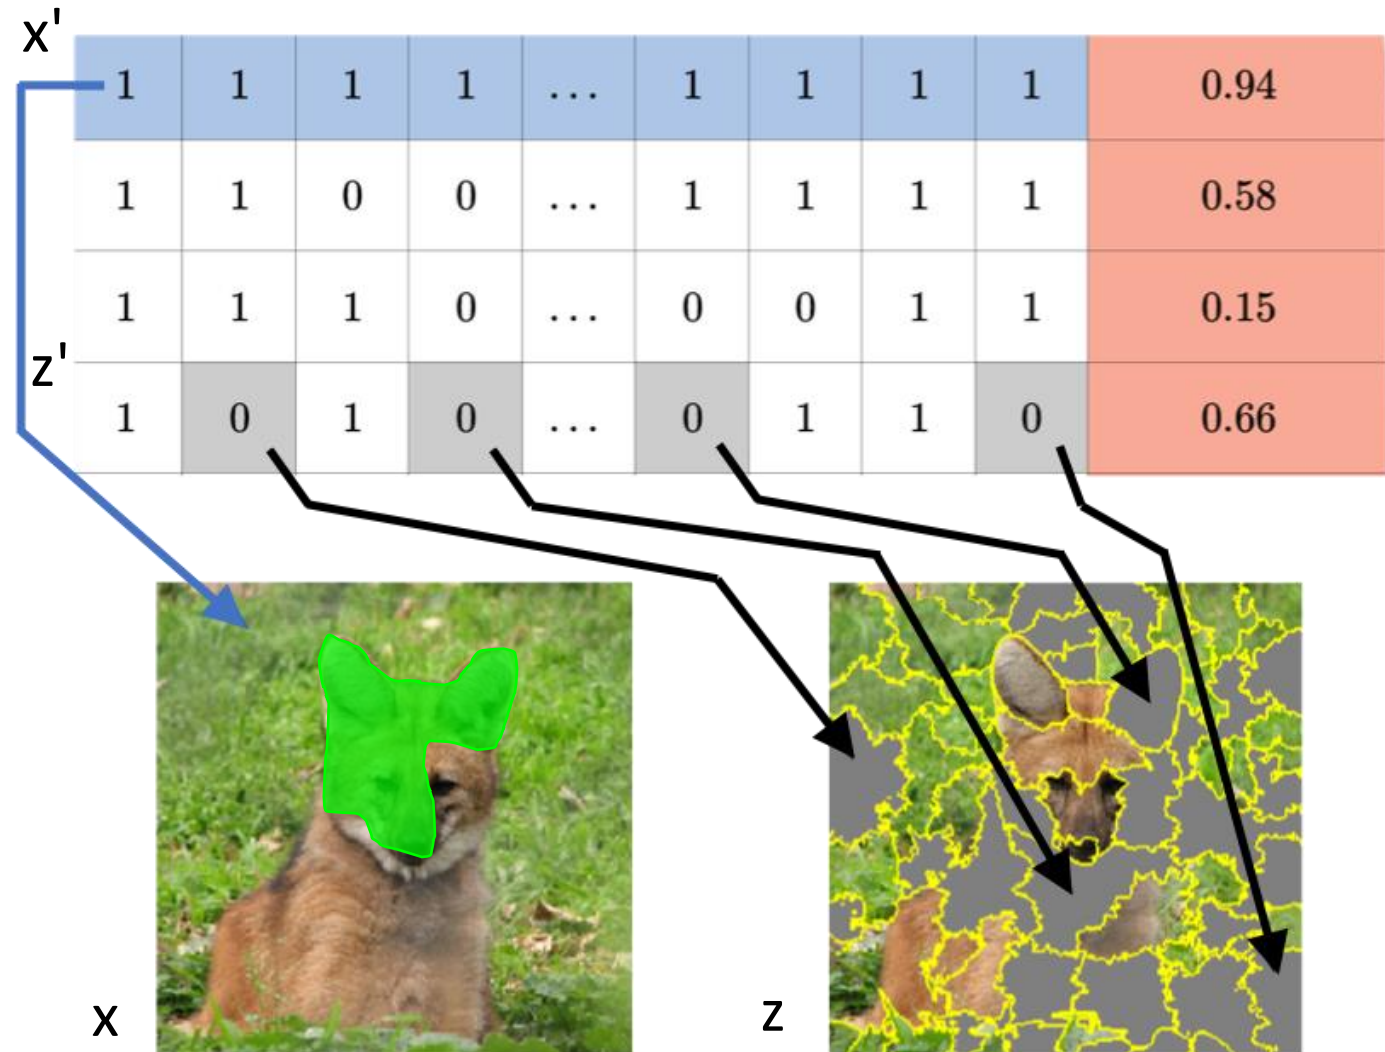 x'
1 1 1 1 ... 1 1 1 1 0.94
1 1 0 0 ... 1 1 1 1 0.58
1 1 1 0 ... 0 0 1 1 0.15
z'
1 0 1 0 ... 0 1 1 0 0.66
x
z